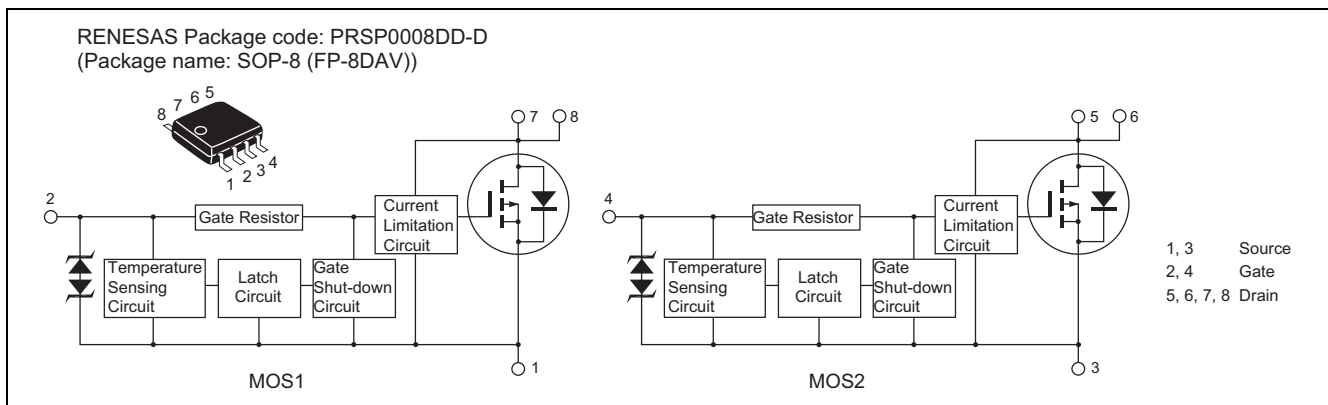 RENESAS Package code: PRSP0008DD-D
(Package name: SOP-8 (FP-8DAV))
8 7 6 5
1 2 3 4
7 8
2
Gate Resistor
Current
Limitation
Circuit
Temperature
Sensing
Circuit
Latch
Circuit
Gate
Shut-down
Circuit
1
MOS1
5 6
4
Gate Resistor
Current
Limitation
Circuit
Temperature
Sensing
Circuit
Latch
Circuit
Gate
Shut-down
Circuit
3
MOS2
1, 3 Source
2, 4 Gate
5, 6, 7, 8 Drain